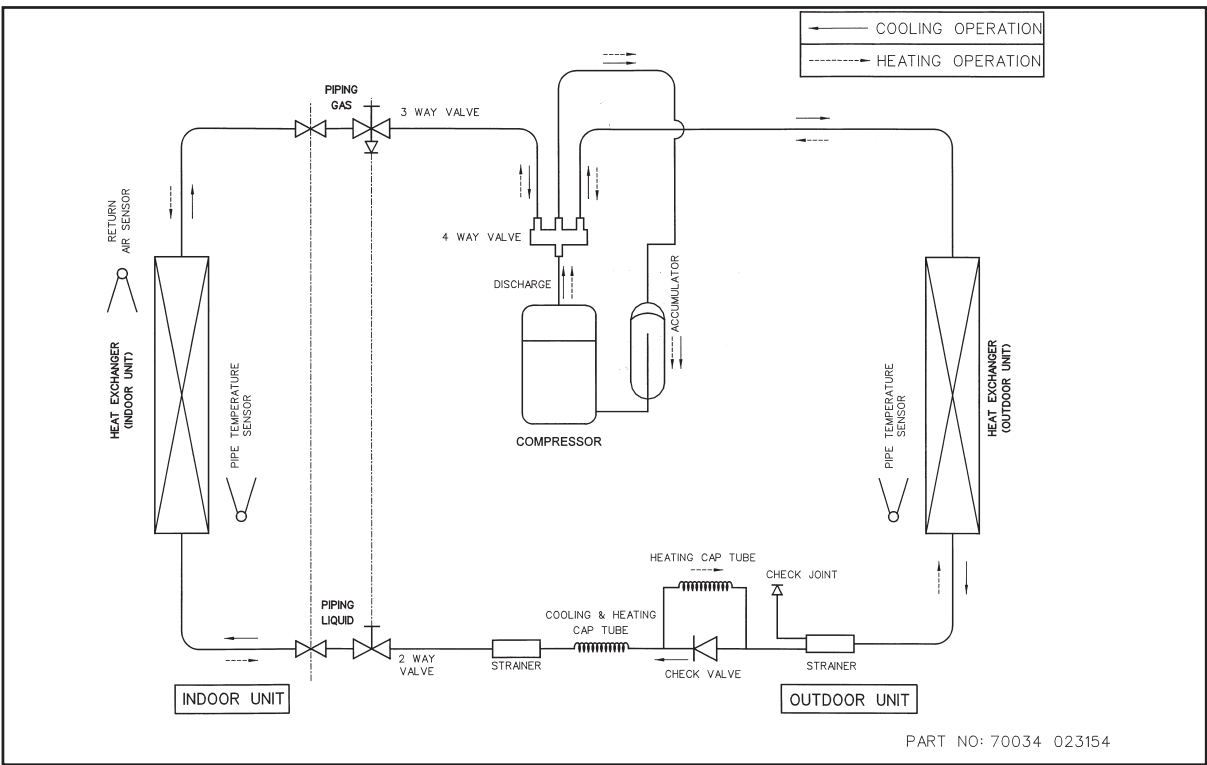 COOLING OPERATION
HEATING OPERATION
PIPING
GAS
3 WAY VALVE
RETURN
AIR SENSOR
4 WAY VALVE
DISCHARGE
ACCUMULATOR
HEAT EXCHANGER
(INDOOR UNIT)
PIPE TEMPERATURE
SENSOR
COMPRESSOR
PIPE TEMPERATURE
SENSOR
HEAT EXCHANGER
(OUTDOOR UNIT)
HEATING CAP TUBE
CHECK JOINT
PIPING
LIQUID
COOLING & HEATING
CAP TUBE
2 WAY
VALVE
STRAINER
CHECK VALVE
STRAINER
INDOOR UNIT
OUTDOOR UNIT
PART NO: 70034 023154